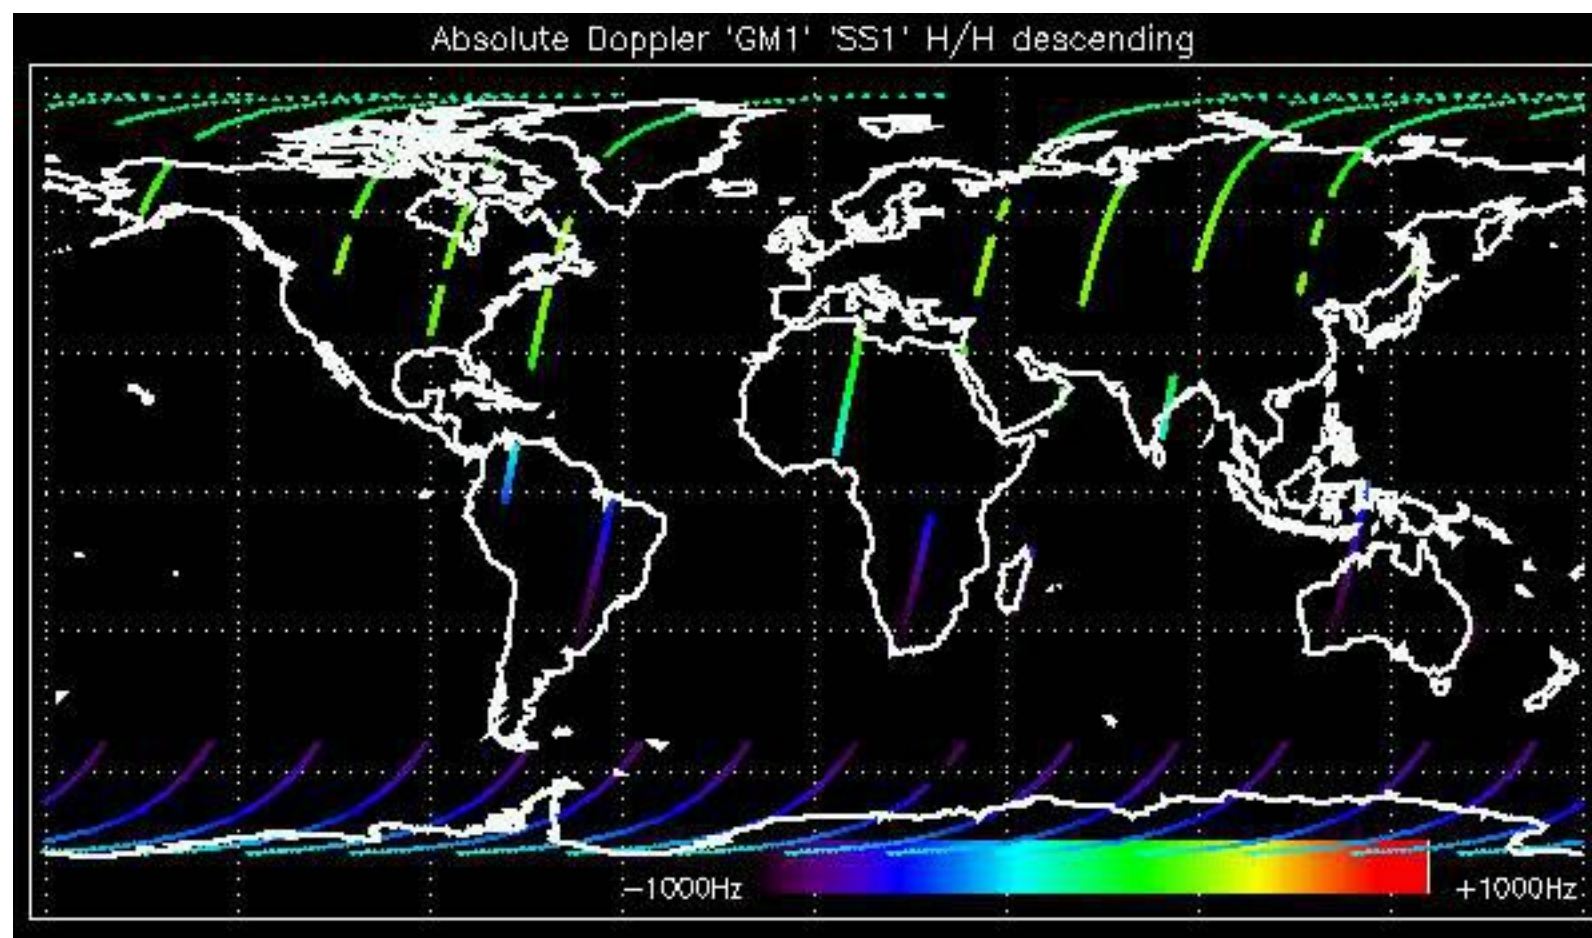 Absolute Doppler 'GM1' 'SS1' H/H descending
−1000Hz
+1000Hz